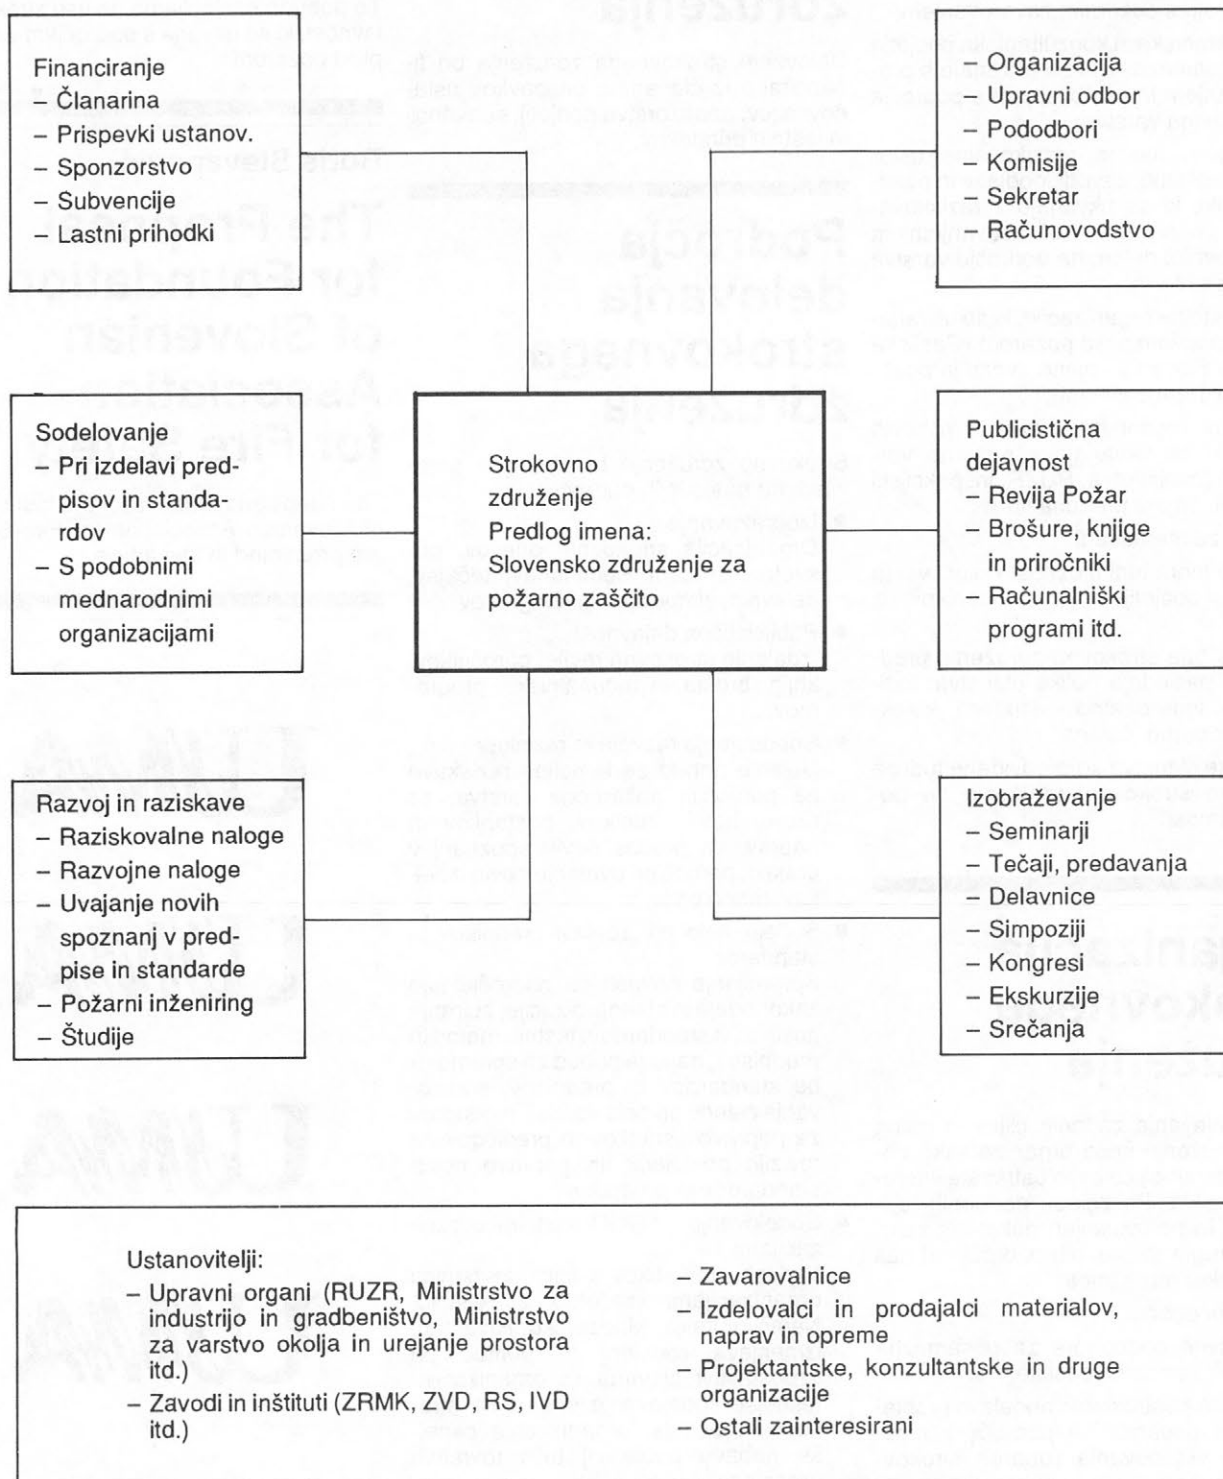 Financiranje
– Članarina
– Prispevki ustanov.
– Sponzorstvo
– Subvencije
– Lastni prihodki
– Organizacija
– Upravni odbor
– Pododbori
– Komisije
– Sekretar
– Računovodstvo
Sodelovanje
– Pri izdelavi pred-
pisov in standa-
rdov
– S podobnimi
mednarodnimi
organizacijami
Strokovno
združenje
Predlog imena:
Slovensko združenje za
požarno zaščito
Publicistična
dejavnost
– Revija Požar
– Brošure, knjige
in priročniki
– Računalniški
programi itd.
Razvoj in raziskave
– Raziskovalne naloge
– Razvojne naloge
– Uvajanje novih
spoznanj v pred-
pise in standarde
– Požarni inženiring
– Študije
Izobraževanje
– Seminarji
– Tečaji, predavanja
– Delavnice
– Simpoziji
– Kongresi
– Ekskurzije
– Srečanja
Ustanovitelji:
– Upravni organi (RUZR, Ministrstvo za
industrijo in gradbeništvo, Ministrstvo
za varstvo okolja in urejanje prostora
itd.)
– Zavodi in inštituti (ZRMK, ZVD, RS, IVD
itd.)
– Zavarovalnice
– Izdelovalci in prodajalci materialov,
naprav in opreme
– Projektantske, konzultantske in druge
organizacije
– Ostali zainteresirani